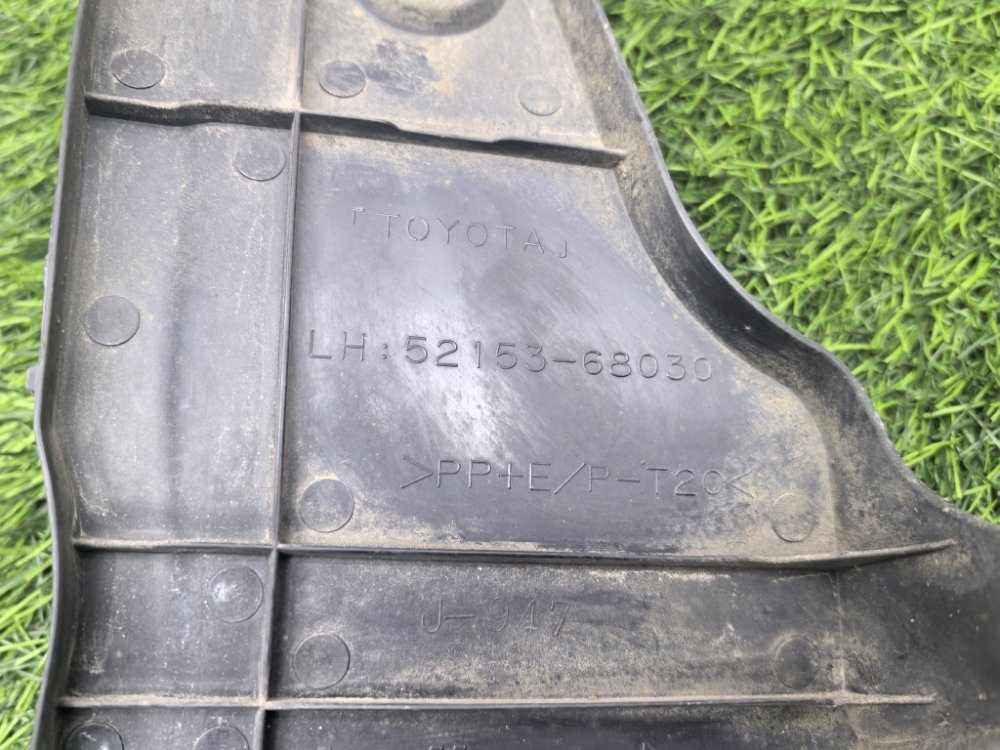 「TOYOTA」
LH:52153-68030
>PP+E/P-T20<
U-947